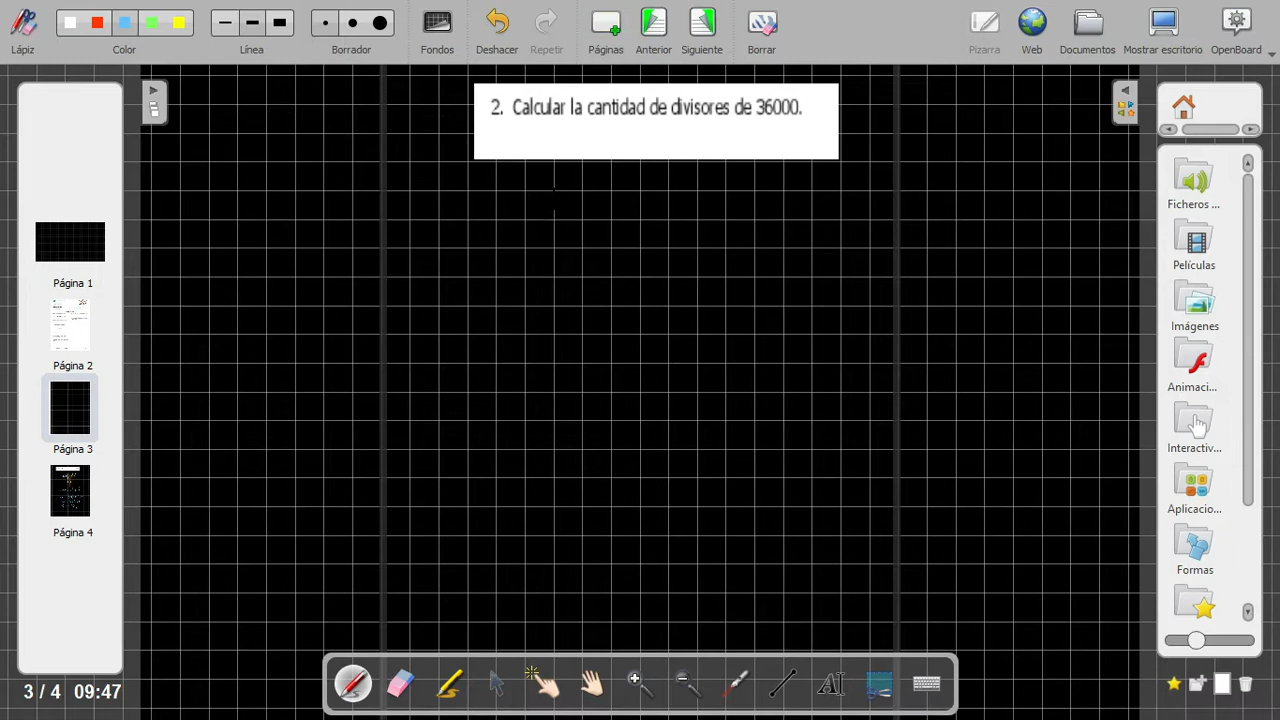 Lápiz
Color
Línea
Borrador
Fondos
Deshacer
Repetir
Páginas
Anterior
Siguiente
Borrar
Pizarra
Web
Documentos
Mostrar escritorio
OpenBoard
2. Calcular la cantidad de divisores de 36000.
Página 1
Página 2
Página 3
Página 4
Ficheros ...
Películas
Imágenes
Animaci...
Interactiv...
Aplicacio...
Formas
AI
3 / 4 09:47